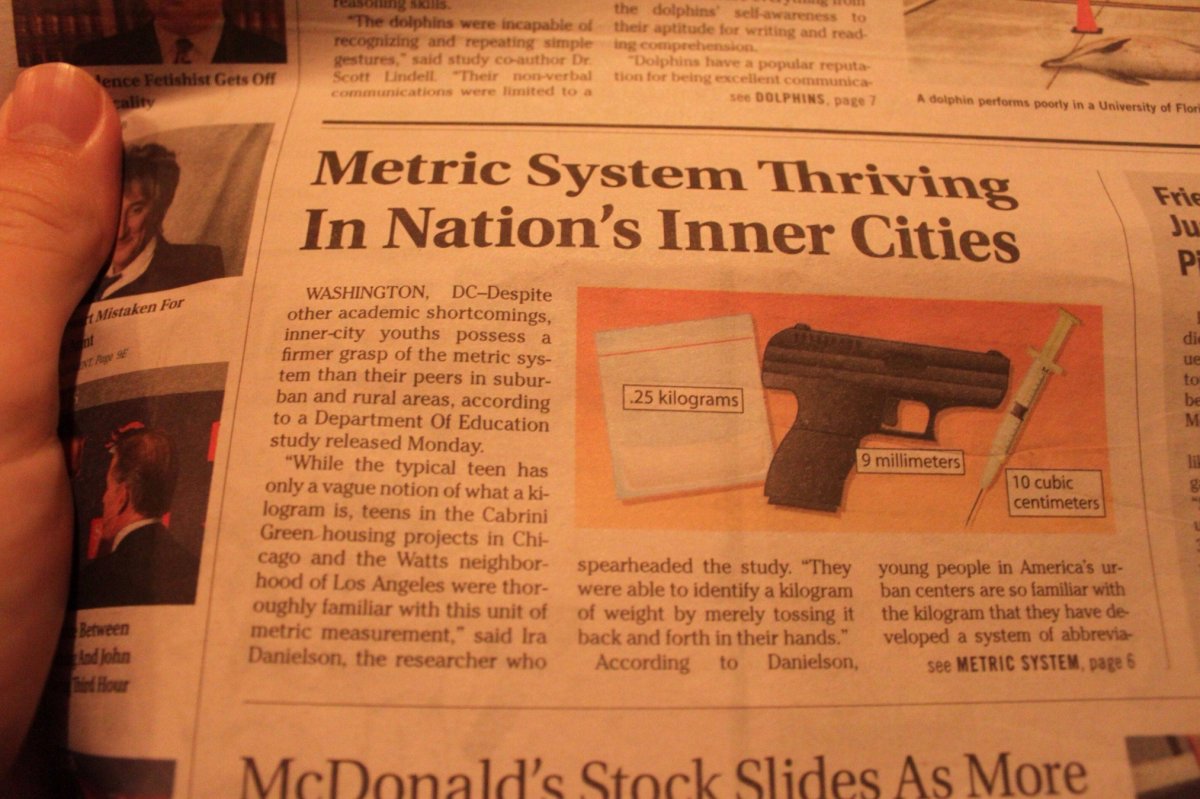 reasoning skills.
"The dolphins were incapable of
recognizing and repeating simple
gestures," said study co-author Dr.
Scott Lindell. "Their non-verbal
communications were limited to a
from
the dolphins' self-awareness to
their aptitude for writing and read-
ing comprehension.
"Dolphins have a popular reputa-
tion for being excellent communica-
see DOLPHINS, page 7
A dolphin performs poorly in a University of Flori
ence Fetishist Gets Off
cality
rt Mistaken For
Page 9E
Between
And John
Third Hour
Metric System Thriving
In Nation's Inner Cities
WASHINGTON, DC–Despite
other academic shortcomings,
inner-city youths possess a
firmer grasp of the metric sys-
tem than their peers in subur-
ban and rural areas, according
to a Department Of Education
study released Monday.
"While the typical teen has
only a vague notion of what a ki-
logram is, teens in the Cabrini
Green housing projects in Chi-
cago and the Watts neighbor-
hood of Los Angeles were thor-
oughly familiar with this unit of
metric measurement," said Ira
Danielson, the researcher who
.25 kilograms
9 millimeters
10 cubic
centimeters
spearheaded the study. "They
were able to identify a kilogram
of weight by merely tossing it
back and forth in their hands."
According to Danielson,
young people in America's ur-
ban centers are so familiar with
the kilogram that they have de-
veloped a system of abbrevia-
see METRIC SYSTEM, page 6
Frie
Ju
Pi
McDonald's Stock Slides As More